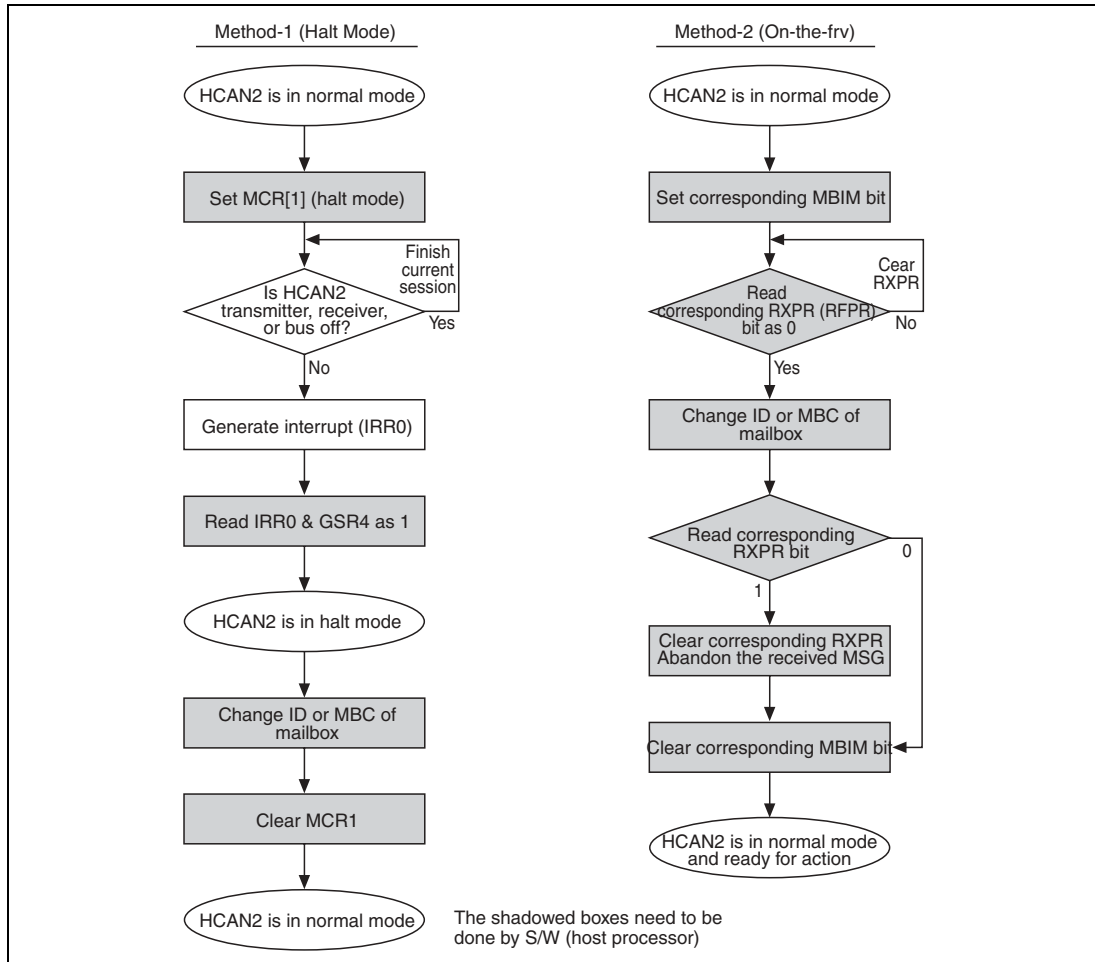 Method-1 (Halt Mode)
HCAN2 is in normal mode
Set MCR[1] (halt mode)
Finish
current
session
Is HCAN2
transmitter, receiver,
or bus off?
Yes
No
Generate interrupt (IRR0)
Read IRR0 & GSR4 as 1
HCAN2 is in halt mode
Change ID or MBC of
mailbox
Clear MCR1
HCAN2 is in normal mode
Method-2 (On-the-frv)
HCAN2 is in normal mode
Set corresponding MBIM bit
Cear
RXPR
Read
corresponding RXPR (RFPR)
bit as 0
No
Yes
Change ID or MBC of
mailbox
Read corresponding
RXPR bit
0
1
Clear corresponding RXPR
Abandon the received MSG
Clear corresponding MBIM bit
HCAN2 is in normal mode
and ready for action
The shadowed boxes need to be
done by S/W (host processor)